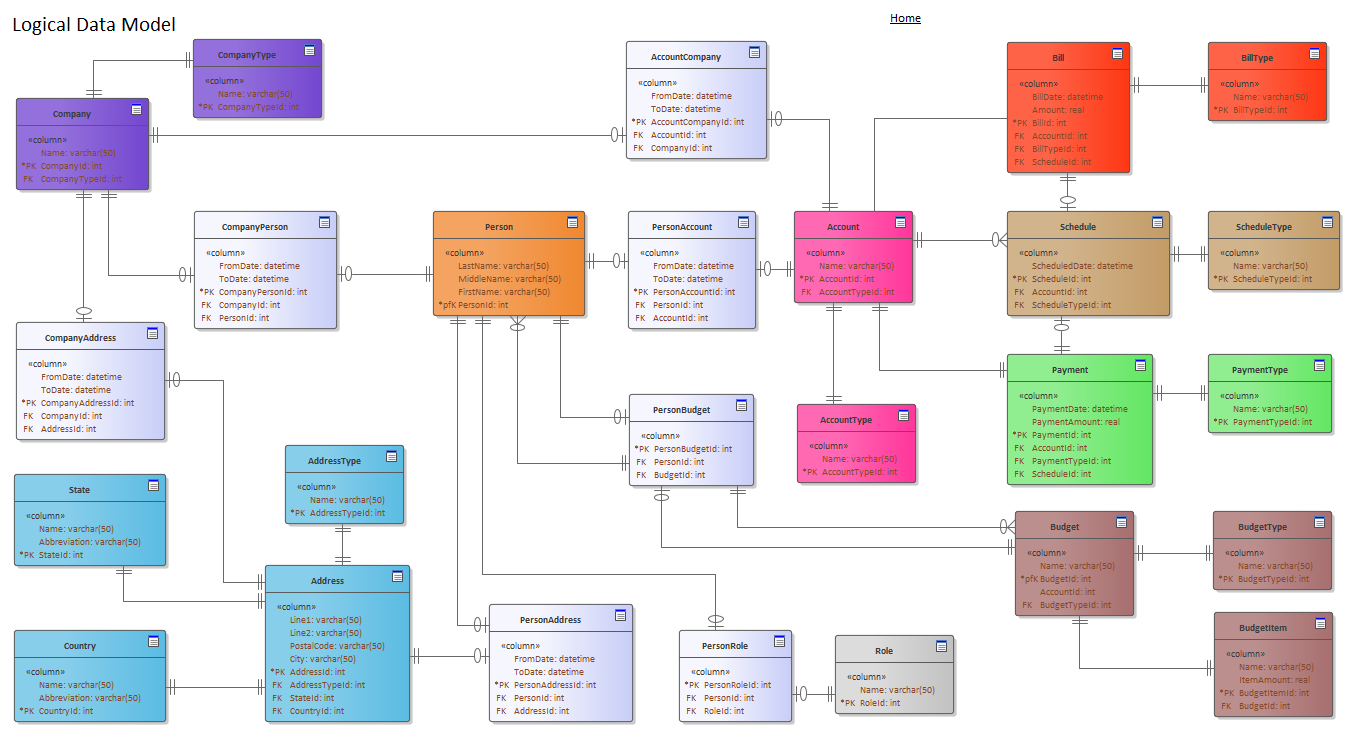 Logical Data Model
Home
CompanyType
«column»
Name: varchar(50)
*PK CompanyTypeId: int
Company
«column»
Name: varchar(50)
*PK CompanyId: int
FK CompanyTypeId: int
AccountCompany
«column»
FromDate: datetime
ToDate: datetime
*PK AccountCompanyId: int
FK AccountId: int
FK CompanyId: int
Bill
«column»
BillDate: datetime
Amount: real
*PK BillId: int
FK AccountId: int
FK BillTypeId: int
FK ScheduleId: int
BillType
«column»
Name: varchar(50)
*PK BillTypeId: int
CompanyPerson
«column»
FromDate: datetime
ToDate: datetime
*PK CompanyPersonId: int
FK CompanyId: int
FK PersonId: int
Person
«column»
LastName: varchar(50)
MiddleName: varchar(50)
FirstName: varchar(50)
*pfK PersonId: int
PersonAccount
«column»
FromDate: datetime
ToDate: datetime
*PK PersonAccountId: int
FK PersonId: int
FK AccountId: int
Account
«column»
Name: varchar(50)
*PK AccountId: int
FK AccountTypeId: int
Schedule
«column»
ScheduledDate: datetime
*PK ScheduleId: int
FK AccountId: int
FK ScheduleTypeId: int
ScheduleType
«column»
Name: varchar(50)
*PK ScheduleTypeId: int
CompanyAddress
«column»
FromDate: datetime
ToDate: datetime
*PK CompanyAddressId: int
FK CompanyId: int
FK AddressId: int
PersonBudget
«column»
*PK PersonBudgetId: int
FK PersonId: int
FK BudgetId: int
AccountType
«column»
Name: varchar(50)
*PK AccountTypeId: int
Payment
«column»
PaymentDate: datetime
PaymentAmount: real
*PK PaymentId: int
FK AccountId: int
FK PaymentTypeId: int
FK ScheduleId: int
PaymentType
«column»
Name: varchar(50)
*PK PaymentTypeId: int
State
«column»
Name: varchar(50)
Abbreviation: varchar(50)
*PK StateId: int
AddressType
«column»
Name: varchar(50)
*PK AddressTypeId: int
Budget
«column»
Name: varchar(50)
*pfK BudgetId: int
AccountId: int
FK BudgetTypeId: int
BudgetType
«column»
Name: varchar(50)
*PK BudgetTypeId: int
Country
«column»
Name: varchar(50)
Abbreviation: varchar(50)
*PK CountryId: int
Address
«column»
Line1: varchar(50)
Line2: varchar(50)
PostalCode: varchar(50)
City: varchar(50)
*PK AddressId: int
FK AddressTypeId: int
FK StateId: int
FK CountryId: int
PersonAddress
«column»
FromDate: datetime
ToDate: datetime
*PK PersonAddressId: int
FK PersonId: int
FK AddressId: int
PersonRole
«column»
*PK PersonRoleId: int
FK PersonId: int
FK RoleId: int
Role
«column»
Name: varchar(50)
*PK RoleId: int
BudgetItem
«column»
Name: varchar(50)
ItemAmount: real
*PK BudgetItemId: int
FK BudgetId: int